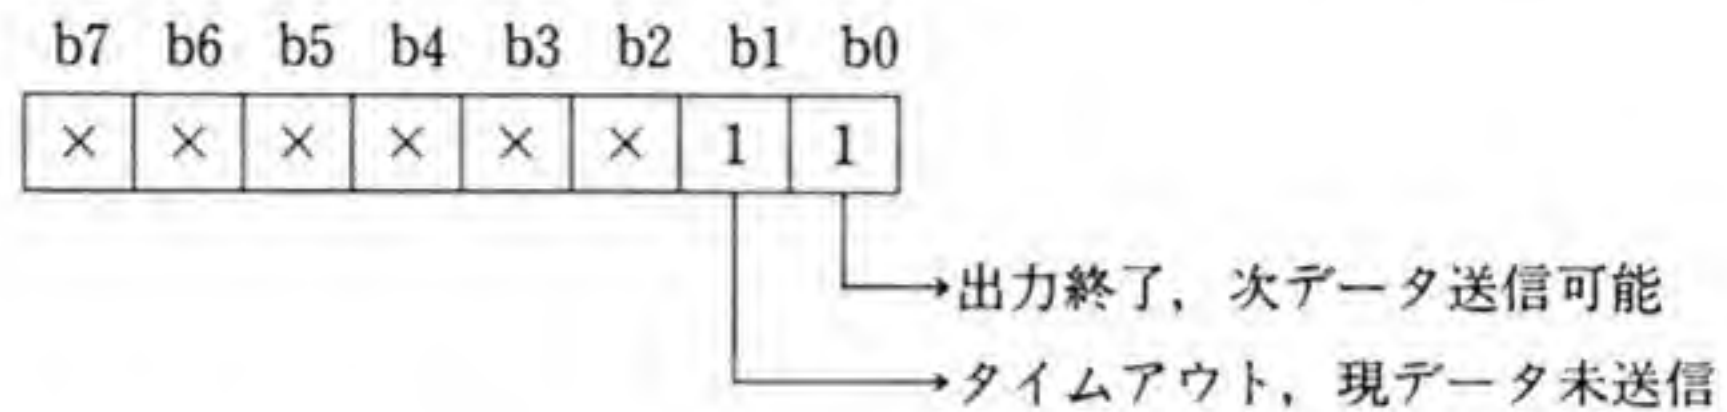 b7 b6 b5 b4 b3 b2 b1 b0
× × × × × × 1 1
出力終了，次データ送信可能
タイムアウト，現データ未送信